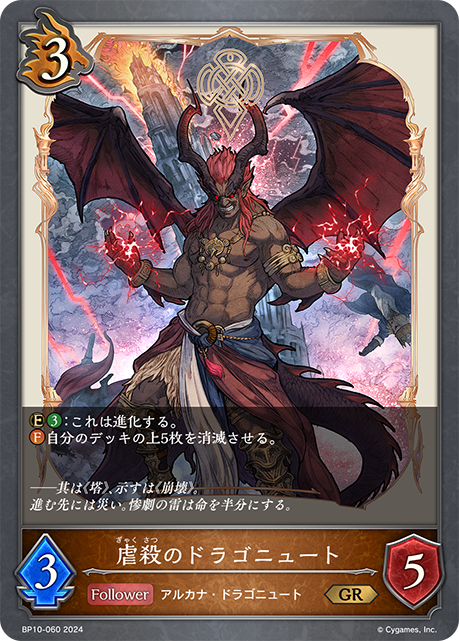 3
E 3：これは進化する。
F 自分のデッキの上5枚を消滅させる。
――其は《塔》、示すは《崩壊》。
進む先には災い。惨劇の雷は命を半分にする。
ぎゃく さつ
虐殺のドラゴニュート
3
Follower アルカナ・ドラゴニュート GR
5
BP10-060 2024
© Cygames, Inc.